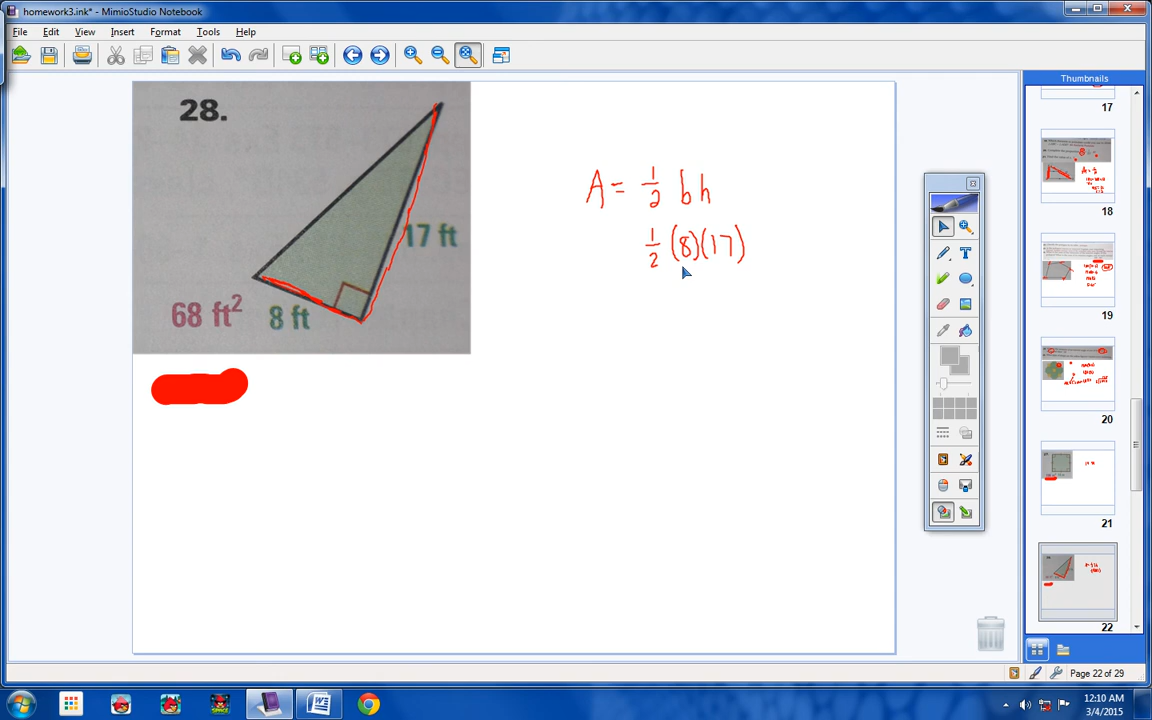 homework3.ink* - MimioStudio Notebook
File Edit View Insert Format Tools Help
Thumbnails
28.
17 ft
68 ft² 8 ft
A = 1/2 bh
1/2 (8)(17)
17
18
19
20
21
22
Page 22 of 29
12:10 AM
3/4/2015